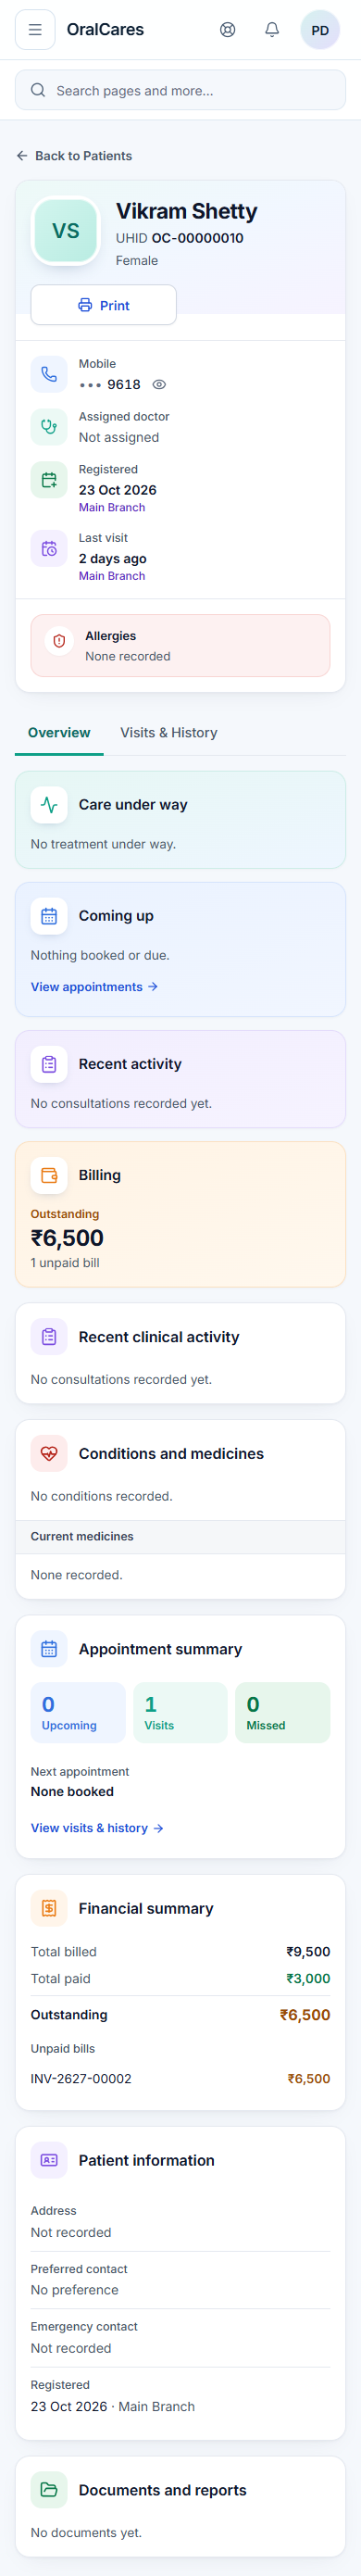 OralCares
PD
Search pages and more...
Back to Patients
VS
Vikram Shetty
UHID OC-00000010
Female
Print
Mobile
••• 9618
Assigned doctor
Not assigned
Registered
23 Oct 2026
Main Branch
Last visit
2 days ago
Main Branch
Allergies
None recorded
Overview
Visits & History
Care under way
No treatment under way.
Coming up
Nothing booked or due.
View appointments →
Recent activity
No consultations recorded yet.
Billing
Outstanding
₹6,500
1 unpaid bill
Recent clinical activity
No consultations recorded yet.
Conditions and medicines
No conditions recorded.
Current medicines
None recorded.
Appointment summary
0 1 0
Upcoming Visits Missed
Next appointment
None booked
View visits & history →
Financial summary
Total billed ₹9,500
Total paid ₹3,000
Outstanding ₹6,500
Unpaid bills
INV-2627-00002 ₹6,500
Patient information
Address
Not recorded
Preferred contact
No preference
Emergency contact
Not recorded
Registered
23 Oct 2026 · Main Branch
Documents and reports
No documents yet.